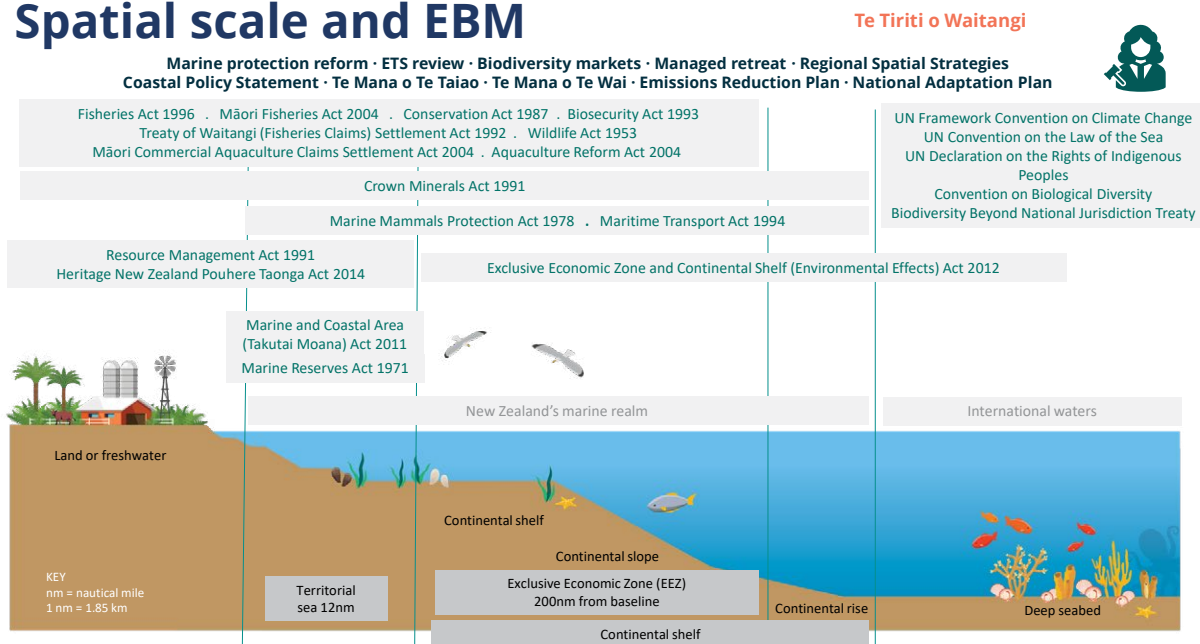 Spatial scale and EBM
Te Tiriti o Waitangi
Marine protection reform · ETS review · Biodiversity markets · Managed retreat · Regional Spatial Strategies
Coastal Policy Statement · Te Mana o Te Taiao · Te Mana o Te Wai · Emissions Reduction Plan · National Adaptation Plan
Fisheries Act 1996 . Māori Fisheries Act 2004 . Conservation Act 1987 . Biosecurity Act 1993
Treaty of Waitangi (Fisheries Claims) Settlement Act 1992 . Wildlife Act 1953
Māori Commercial Aquaculture Claims Settlement Act 2004 . Aquaculture Reform Act 2004
UN Framework Convention on Climate Change
UN Convention on the Law of the Sea
UN Declaration on the Rights of Indigenous
Peoples
Convention on Biological Diversity
Biodiversity Beyond National Jurisdiction Treaty
Crown Minerals Act 1991
Marine Mammals Protection Act 1978 . Maritime Transport Act 1994
Resource Management Act 1991
Heritage New Zealand Pouhere Taonga Act 2014
Exclusive Economic Zone and Continental Shelf (Environmental Effects) Act 2012
Marine and Coastal Area
(Takutai Moana) Act 2011
Marine Reserves Act 1971
New Zealand's marine realm
International waters
Land or freshwater
Continental shelf
Continental slope
KEY
nm = nautical mile
1 nm = 1.85 km
Territorial
sea 12nm
Exclusive Economic Zone (EEZ)
200nm from baseline
Continental rise
Deep seabed
Continental shelf